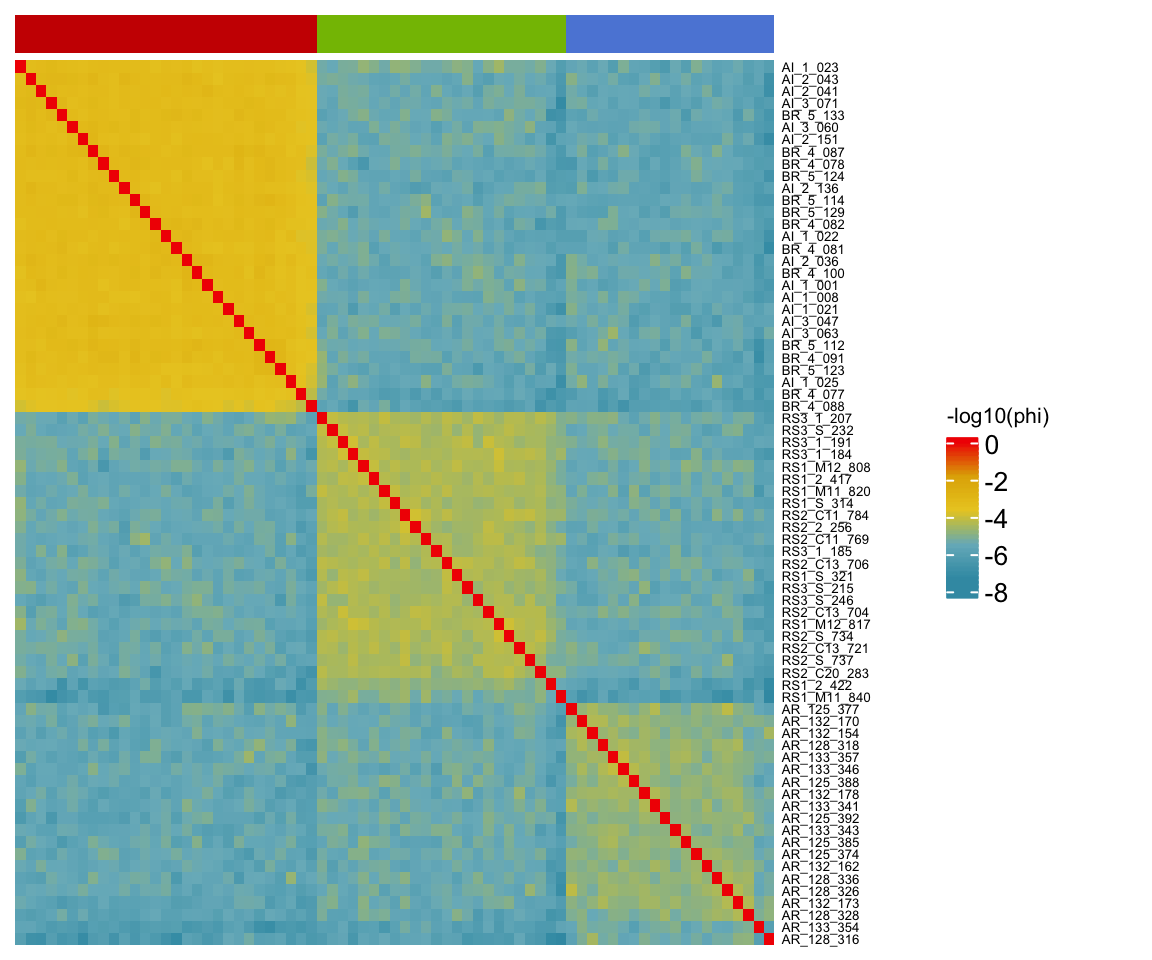 AI_1_023
AI_2_043
AI_2_041
AI_3_071
BR_5_133
AI_3_060
AI_2_151
BR_4_087
BR_4_078
BR_5_124
AI_2_136
BR_5_114
BR_5_129
BR_4_082
AI_1_022
BR_4_081
AI_2_036
BR_4_100
AI_1_001
AI_1_008
AI_1_021
AI_3_047
AI_3_063
BR_5_112
BR_4_091
BR_5_123
AI_1_025
BR_4_077
BR_4_088
RS3_1_207
RS3_S_232
RS3_1_191
RS3_1_184
RS1_M12_808
RS1_2_417
RS1_M11_820
RS1_S_314
RS2_C11_784
RS2_2_256
RS2_C11_769
RS3_1_185
RS2_C13_706
RS1_S_321
RS3_S_215
RS3_S_246
RS2_C13_704
RS1_M12_817
RS2_S_734
RS2_C13_721
RS2_S_737
RS2_C20_283
RS1_2_422
RS1_M11_840
AR_125_377
AR_132_170
AR_132_154
AR_128_318
AR_133_357
AR_133_346
AR_125_388
AR_132_178
AR_133_341
AR_125_392
AR_133_343
AR_125_385
AR_125_374
AR_132_162
AR_128_336
AR_128_326
AR_132_173
AR_128_328
AR_133_354
AR_128_316
-log10(phi)
0
-2
-4
-6
-8